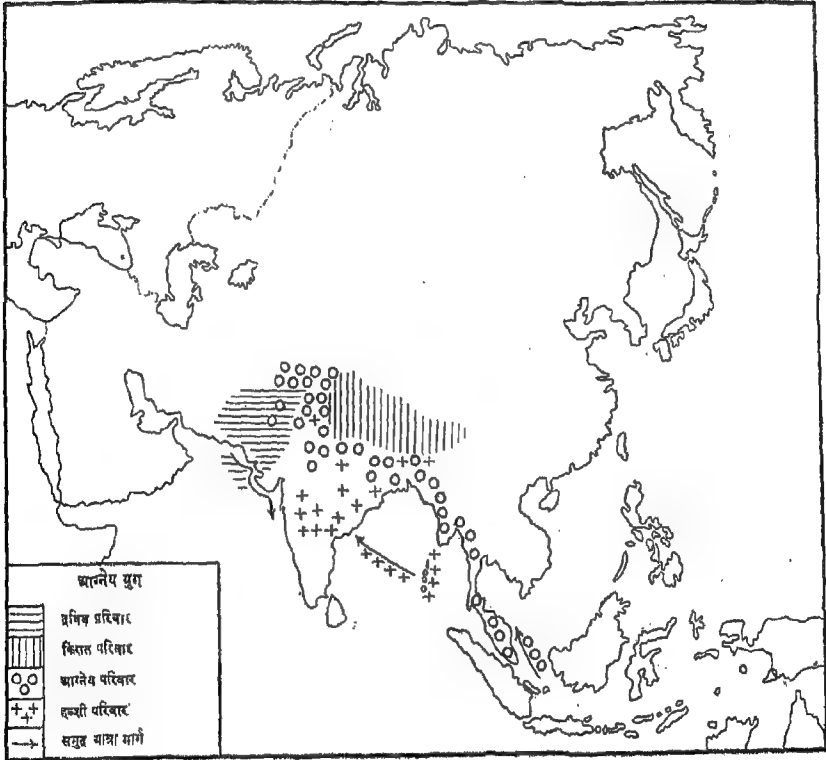 आग्नेय युग
द्रविड़ परिवार
किरात परिवार
आग्नेय परिवार
हब्शी परिवार
समुद्र यात्रा मार्ग